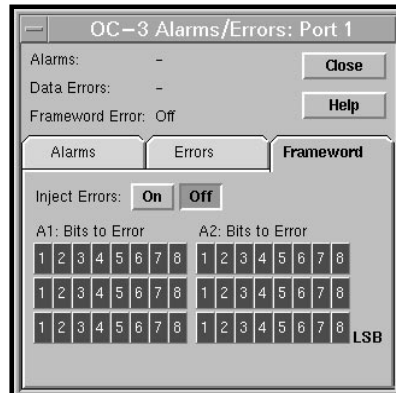 OC-3 Alarms/Errors: Port 1
Alarms: -
Close
Data Errors: -
Help
Frameword Error: Off
Alarms Errors Frameword
Inject Errors: On Off
A1: Bits to Error A2: Bits to Error
1 2 3 4 5 6 7 8 1 2 3 4 5 6 7 8
1 2 3 4 5 6 7 8 1 2 3 4 5 6 7 8
1 2 3 4 5 6 7 8 1 2 3 4 5 6 7 8 LSB